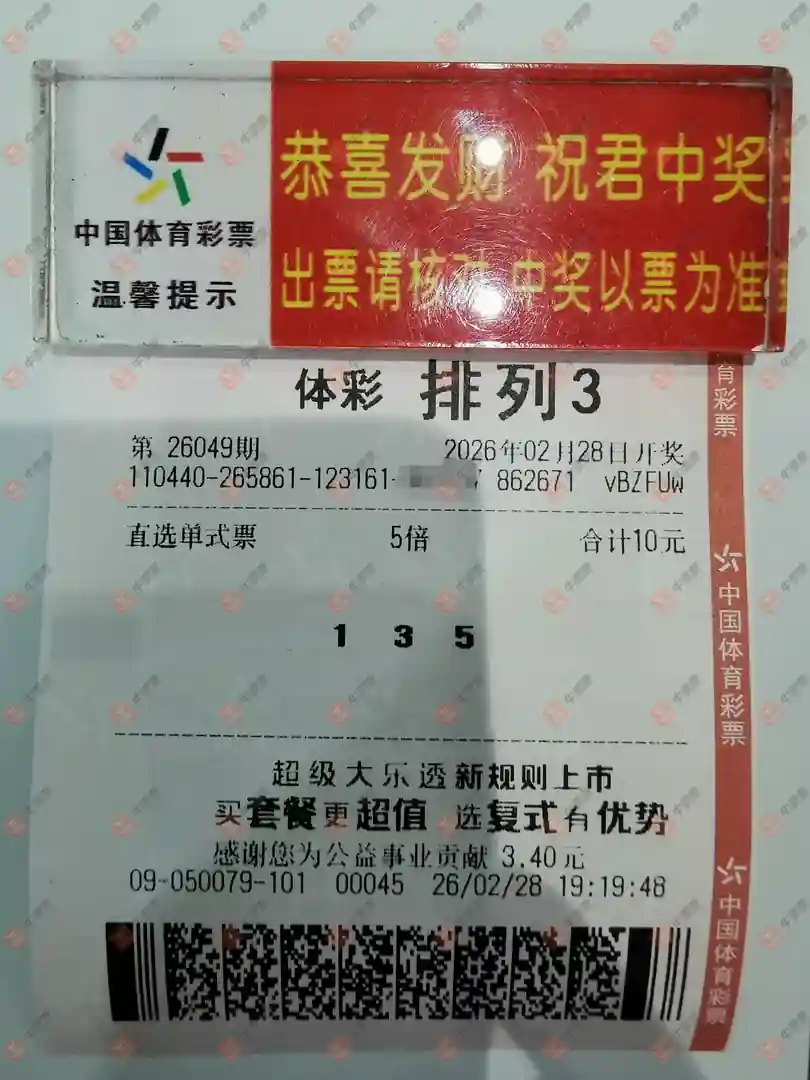 恭喜发财 祝君中奖
中国体育彩票
温馨提示
出票请核对 中奖以票为准
体彩 排列3
第 26049期 2026年02月28日开奖
110440-265861-123161- 7 862671 vBZFUw
直选单式票 5倍 合计10元
1 3 5
超级大乐透新规则上市
买套餐更超值 选复式有优势
感谢您为公益事业贡献 3.40元
09-050079-101 00045 26/02/28 19:19:48
育彩票
中国体育彩票
中国体育彩票